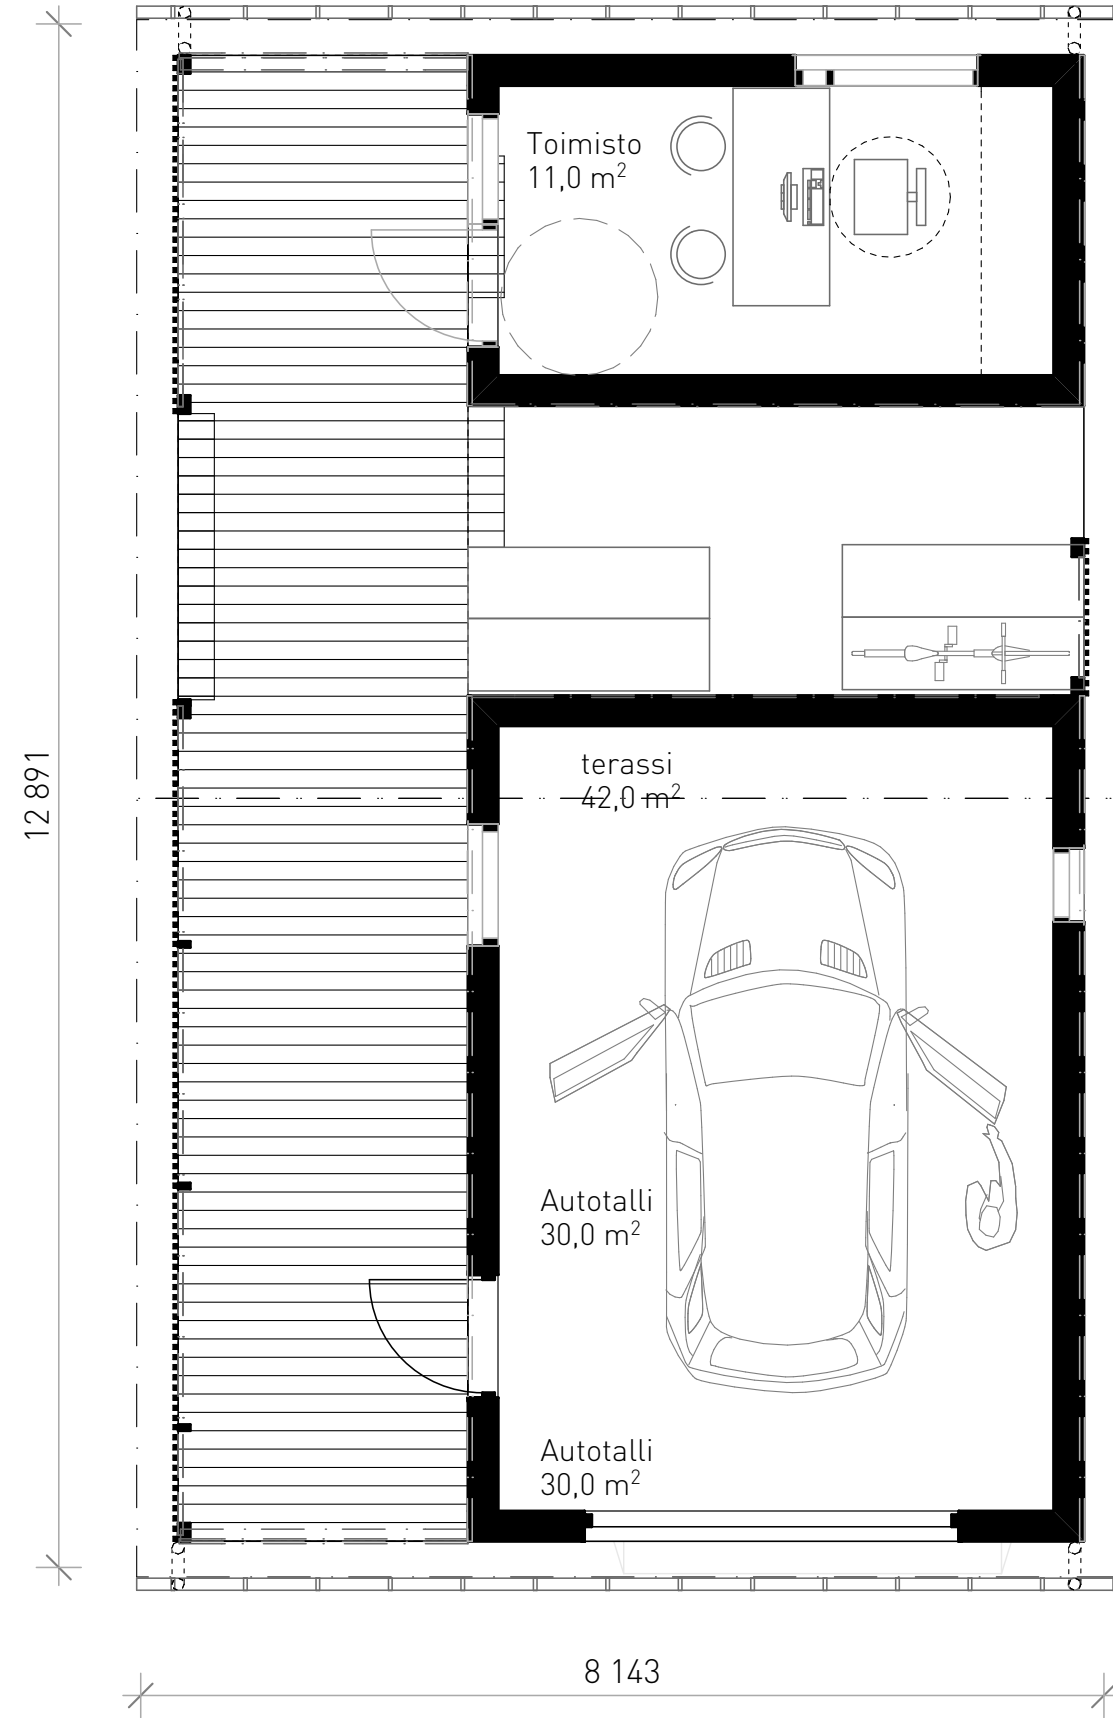 Toimisto
11,0 m²
12 891
terassi
42,0 m²
Autotalli
30,0 m²
Autotalli
30,0 m²
8 143